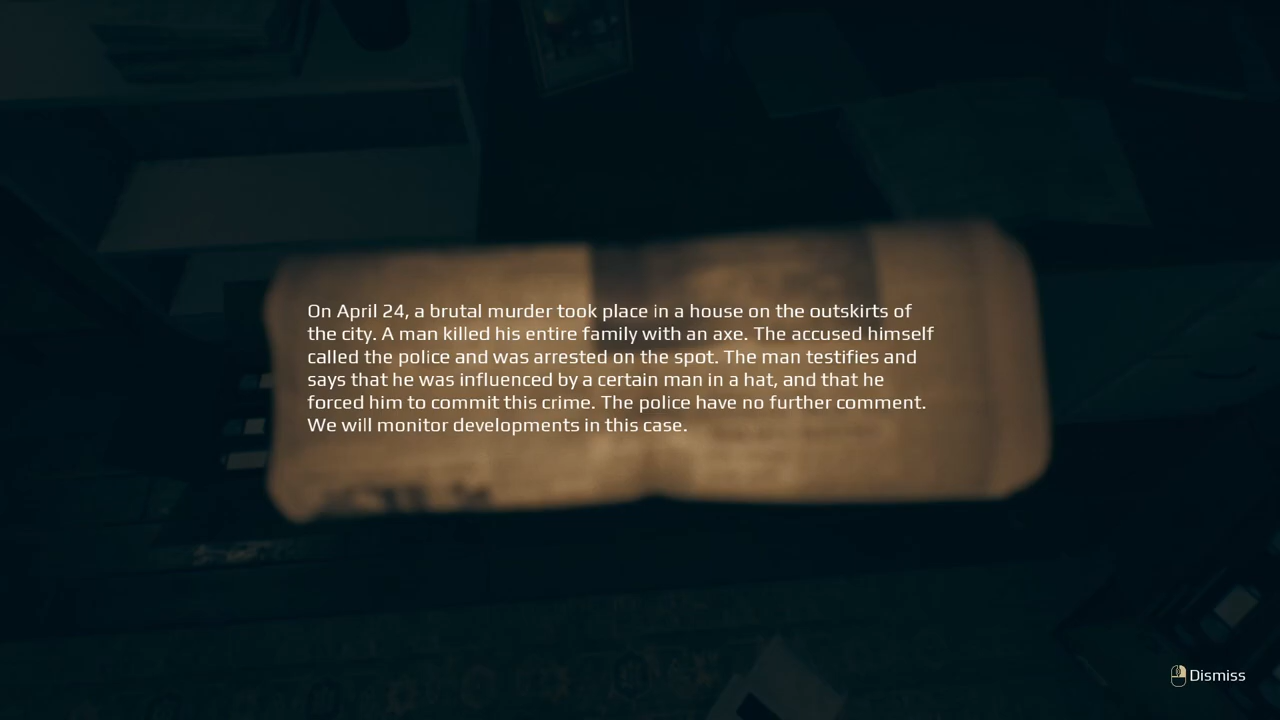 On April 24, a brutal murder took place in a house on the outskirts of
the city. A man killed his entire family with an axe. The accused himself
called the police and was arrested on the spot. The man testifies and
says that he was influenced by a certain man in a hat, and that he
forced him to commit this crime. The police have no further comment.
We will monitor developments in this case.
Dismiss